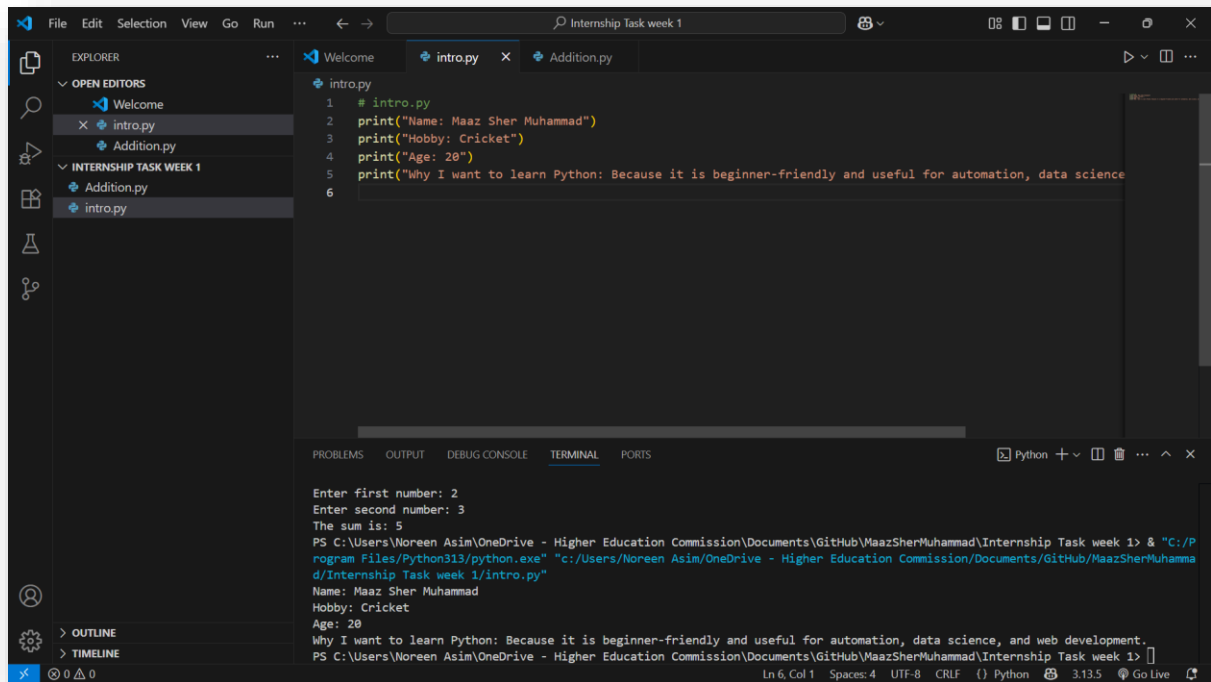 File Edit Selection View Go Run ··· Internship Task week 1
EXPLORER ···
OPEN EDITORS
Welcome
intro.py
Addition.py
INTERNSHIP TASK WEEK 1
Addition.py
intro.py
OUTLINE
TIMELINE
Welcome intro.py Addition.py
intro.py
1 # intro.py
2 print("Name: Maaz Sher Muhammad")
3 print("Hobby: Cricket")
4 print("Age: 20")
5 print("Why I want to learn Python: Because it is beginner-friendly and useful for automation, data science
6
PROBLEMS OUTPUT DEBUG CONSOLE TERMINAL PORTS Python
Enter first number: 2
Enter second number: 3
The sum is: 5
PS C:\Users\Noreen Asim\OneDrive - Higher Education Commission\Documents\GitHub\MaazSherMuhammad\Internship Task week 1> & "C:/P
rogram Files/Python313/python.exe" "c:/Users/Noreen Asim/OneDrive - Higher Education Commission/Documents/GitHub/MaazSherMuhamma
d/Internship Task week 1/intro.py"
Name: Maaz Sher Muhammad
Hobby: Cricket
Age: 20
Why I want to learn Python: Because it is beginner-friendly and useful for automation, data science, and web development.
PS C:\Users\Noreen Asim\OneDrive - Higher Education Commission\Documents\GitHub\MaazSherMuhammad\Internship Task week 1>
0 0 Ln 6, Col 1 Spaces: 4 UTF-8 CRLF {} Python 3.13.5 Go Live